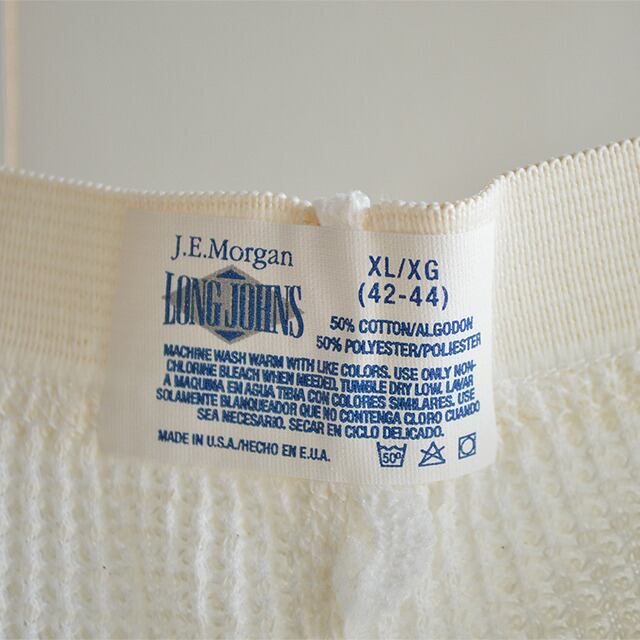 J.E.Morgan
LONG JOHNS
XL/XG
(42-44)
50% COTTON/ALGODON
50% POLYESTER/POLIESTER
MACHINE WASH WARM WITH LIKE COLORS. USE ONLY NON-
CHLORINE BLEACH WHEN NEEDED. TUMBLE DRY LOW. LAVAR
A MAQUINA EN AGUA TIBIA CON COLORES SIMILARES. USE
SOLAMENTE BLANQUEADOR QUE NO CONTENGA CLORO CUANDO
SEA NECESARIO. SECAR EN CICLO DELICADO.
MADE IN U.S.A./HECHO EN E.U.A.
50°